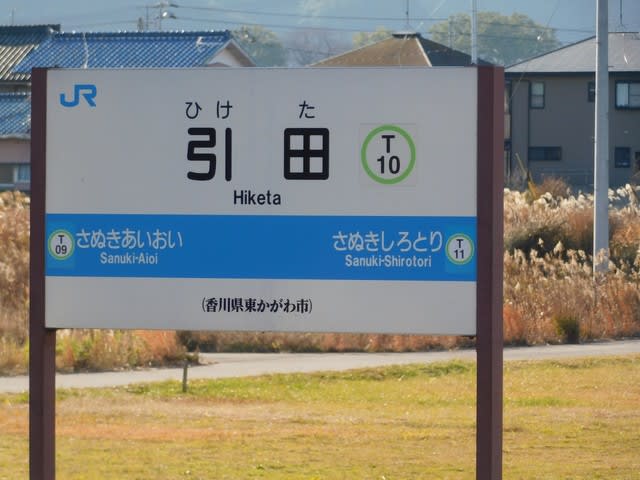 JR
ひけ た
引 田
T
10
Hiketa
T
09
さぬきあいおい
Sanuki-Aioi
さぬきしろとり
Sanuki-Shirotori
T
11
(香川県東かがわ市)